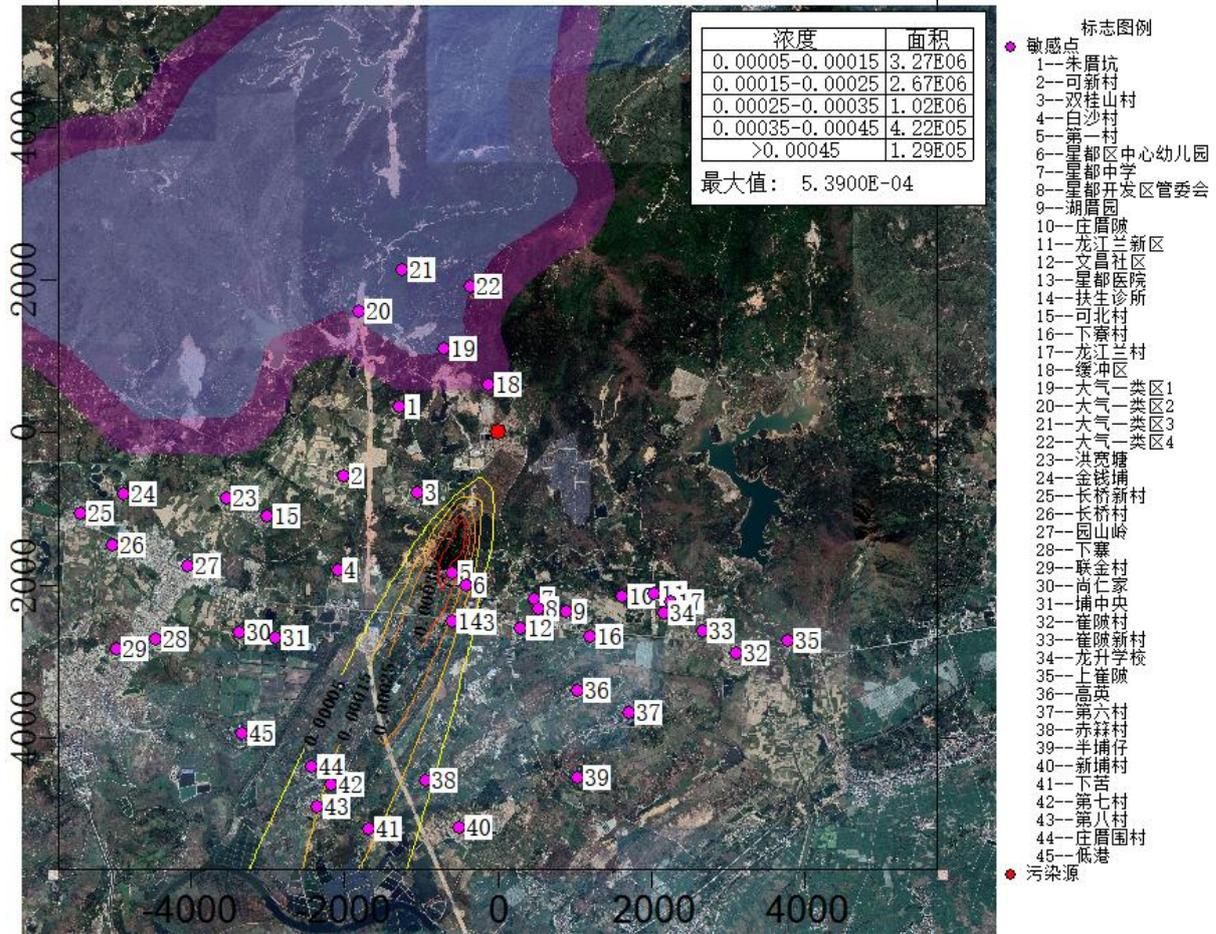 浓度 面积
0.00005-0.00015 3.27E06
0.00015-0.00025 2.67E06
0.00025-0.00035 1.02E06
0.00035-0.00045 4.22E05
>0.00045 1.29E05
最大值: 5.3900E-04
标志图例
敏感点
1--朱厝坑
2--可新村
3--双桂山村
4--白沙村
5--第一村
6--星都区中心幼儿园
7--星都中学
8--星都开发区管委会
9--湖厝园
10--庄厝陂
11--龙江兰新区
12--文昌社区
13--星都医院
14--扶生诊所
15--可北村
16--下寮村
17--龙江兰村
18--缓冲区
19--大气一类区1
20--大气一类区2
21--大气一类区3
22--大气一类区4
23--洪宽塘
24--金钱埔
25--长桥新村
26--长桥村
27--园山岭
28--下寨
29--联金村
30--尚仁家
31--埔中央
32--崔陂村
33--崔陂新村
34--龙升学校
35--上崔陂
36--高英
37--第六村
38--赤䔲村
39--半埔仔
40--新埔村
41--下苦
42--第七村
43--第八村
44--庄厝围村
45--低港
污染源
4000
2000
0
2000
4000
-4000 -2000 0 2000 4000
21
22
20
19
18
1
2
3
24
23
25
15
26
27
4
5
6
7
8
9
10
11
17
34
33
35
32
143
12
16
30
31
28
29
36
37
45
44
42
43
38
39
41
40
0.00005
0.00015